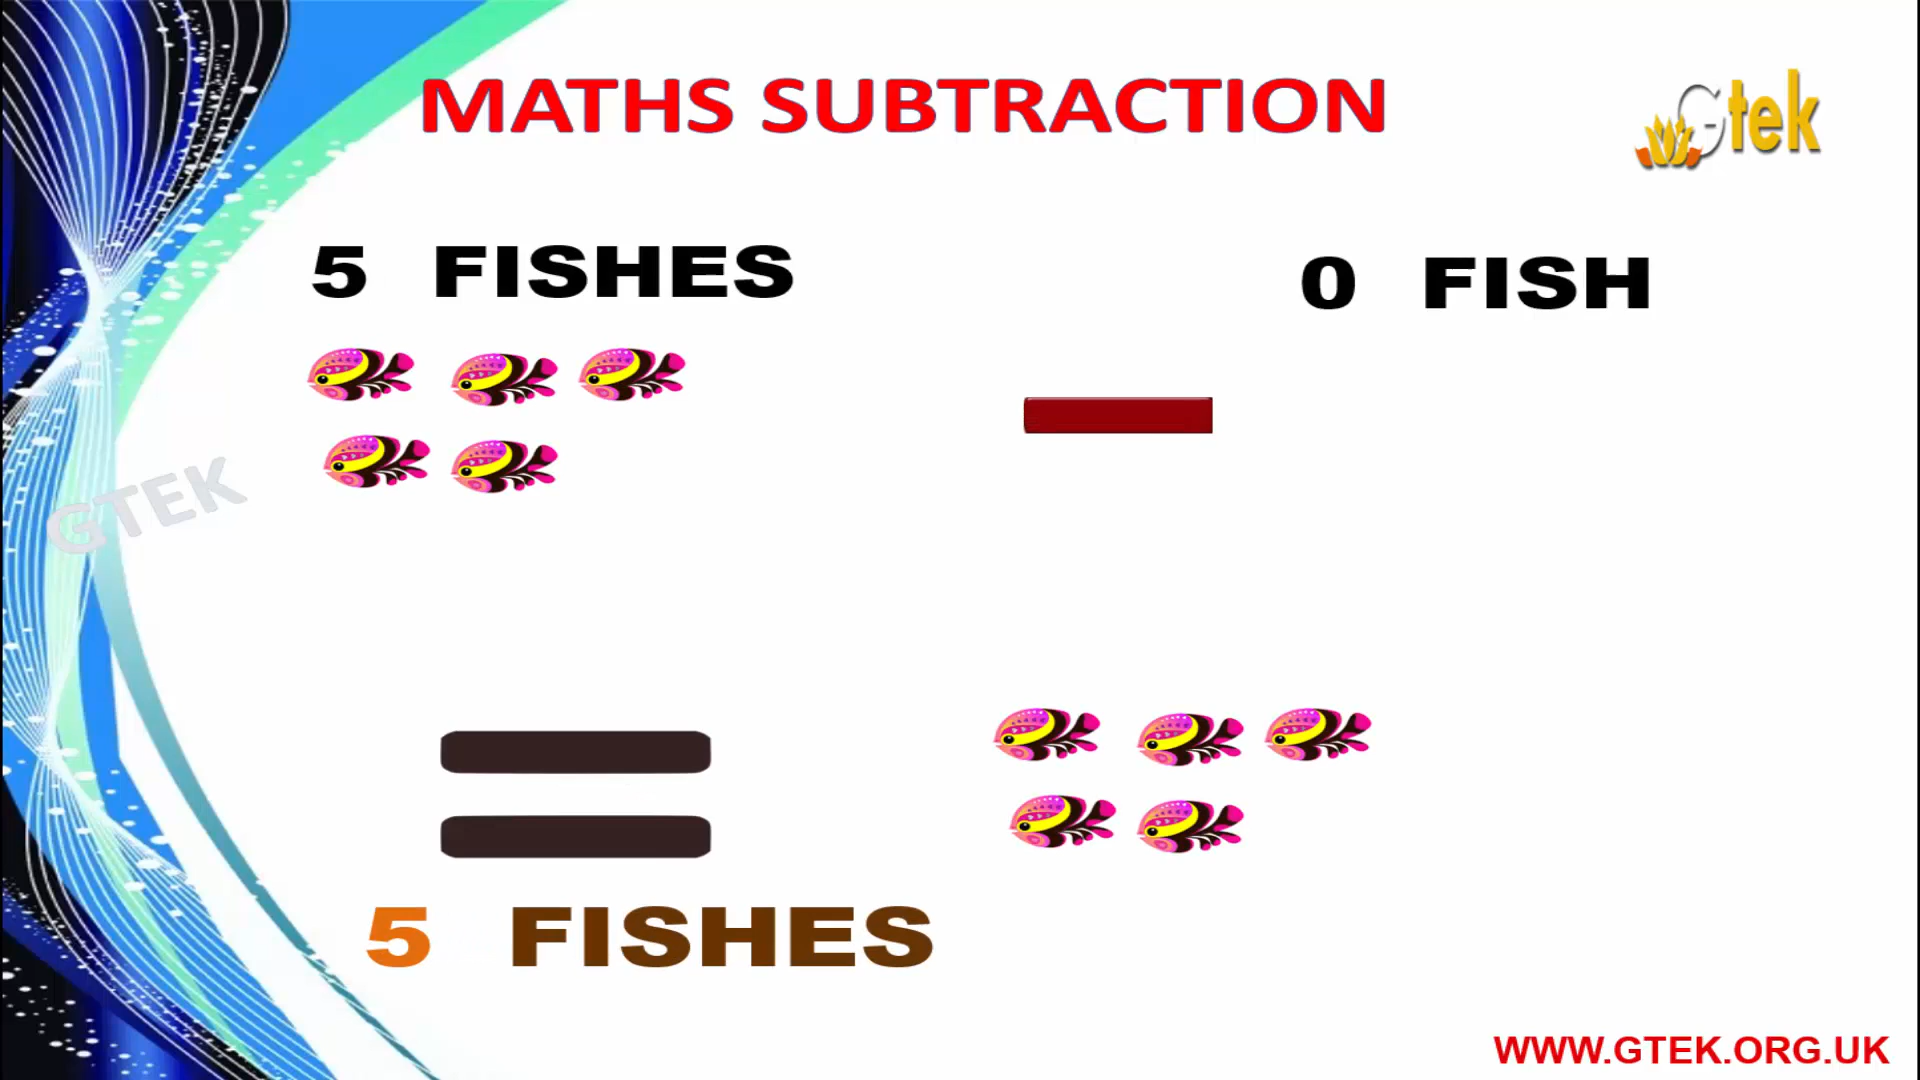 MATHS SUBTRACTION
Gtek
5 FISHES
0 FISH
GTEK
5 FISHES
WWW.GTEK.ORG.UK